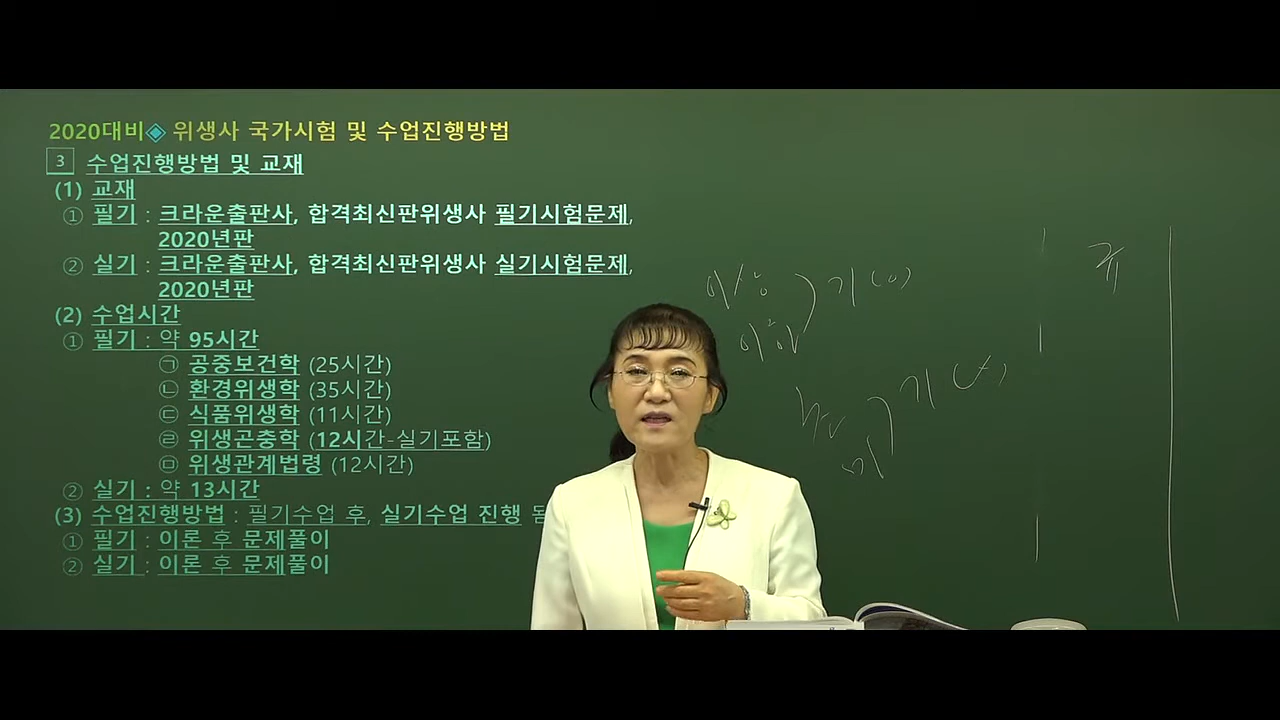 2020대비◈ 위생사 국가시험 및 수업진행방법
3 수업진행방법 및 교재
(1) 교재
① 필기 : 크라운출판사, 합격최신판위생사 필기시험문제,
2020년판
② 실기 : 크라운출판사, 합격최신판위생사 실기시험문제,
2020년판
(2) 수업시간
① 필기 : 약 95시간
㉠ 공중보건학 (25시간)
㉡ 환경위생학 (35시간)
㉢ 식품위생학 (11시간)
㉣ 위생곤충학 (12시간-실기포함)
㉤ 위생관계법령 (12시간)
② 실기 : 약 13시간
(3) 수업진행방법 : 필기수업 후, 실기수업 진행 됨
① 필기 : 이론 후 문제풀이
② 실기 : 이론 후 문제풀이